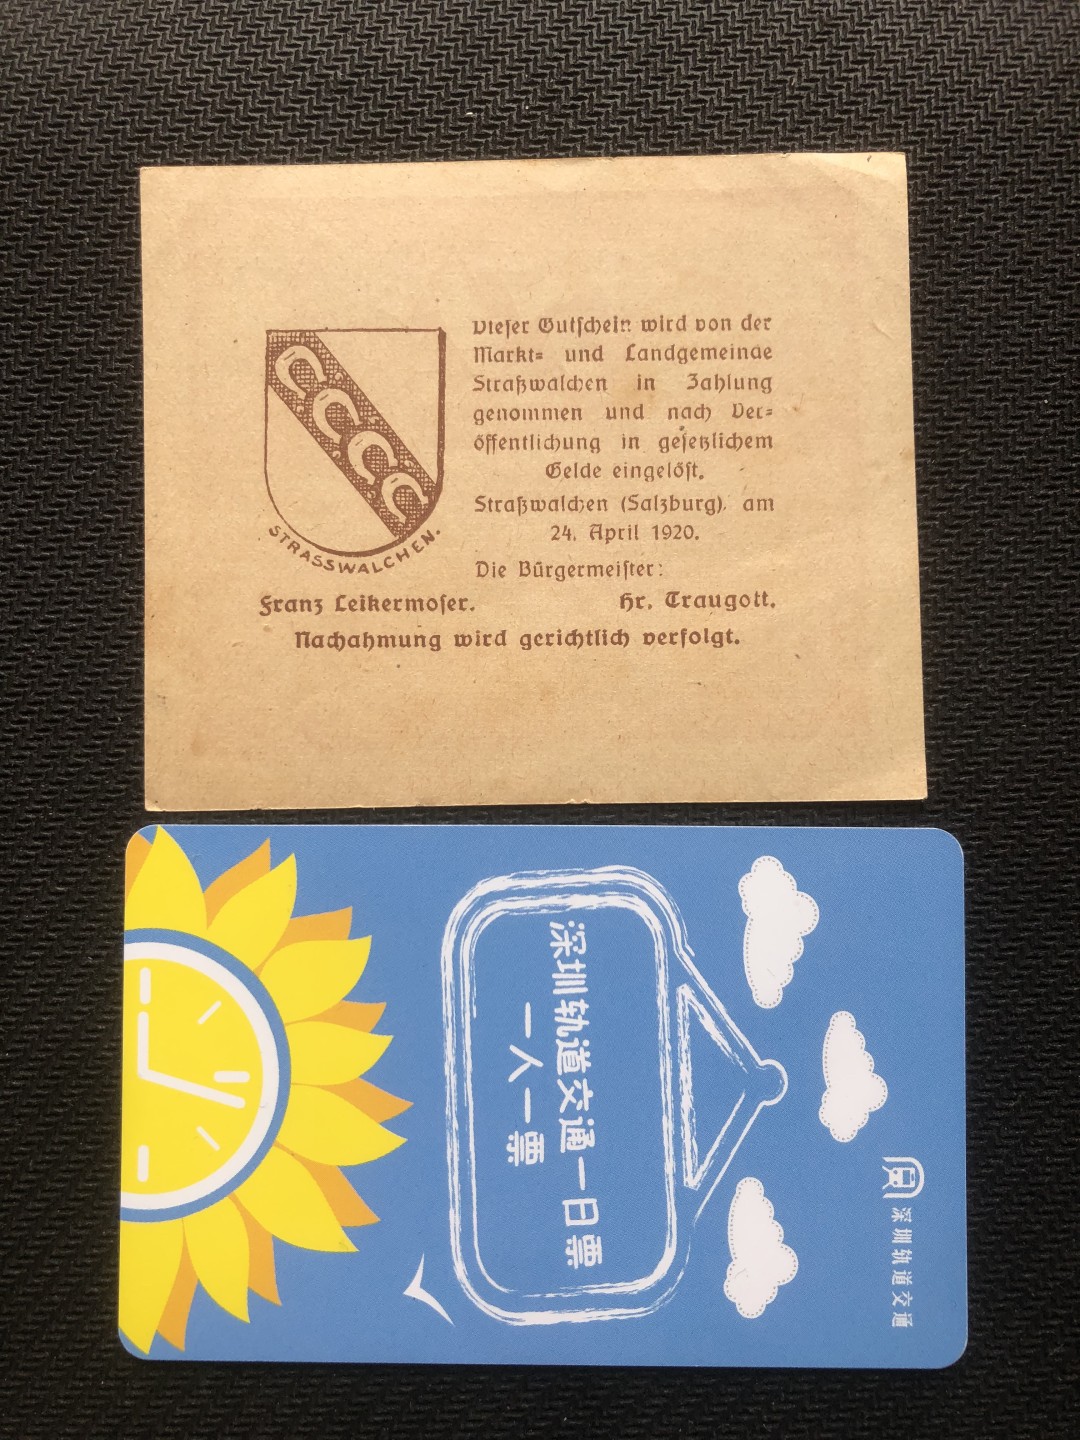 Dieser Gutschein wird von der
Markt= und Landgemeinde
Straßwalchen in Zahlung
genommen und nach Ver=
öffentlichung in gesetzlichem
Gelde eingelöst.
Straßwalchen (Salzburg), am
24. April 1920.
Die Bürgermeister:
Franz Leikermoser. Hr. Traugott.
Nachahmung wird gerichtlich verfolgt.
STRASSWALCHEN.
深圳轨道交通
深圳轨道交通一日票
一人一票